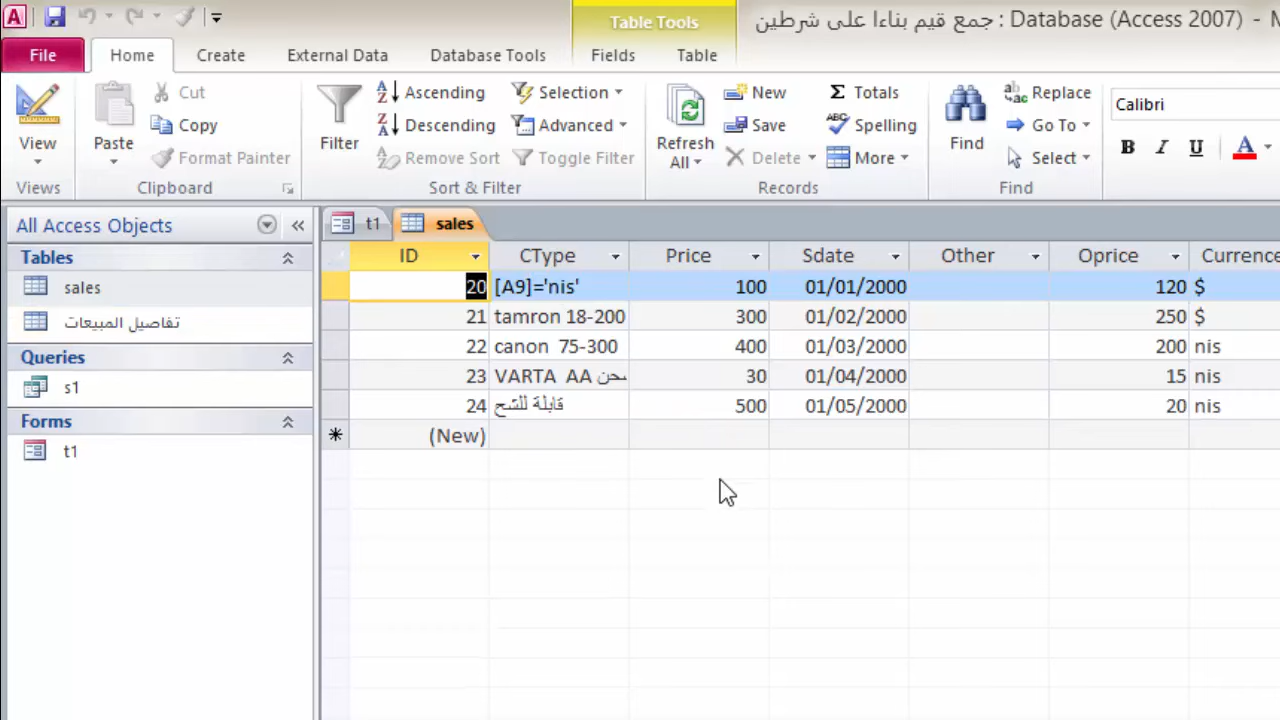 جمع قيم بناءا على شرطين : Database (Access 2007) - M
Table Tools
File Home Create External Data Database Tools Fields Table
View
Views
Paste
Cut
Copy
Format Painter
Clipboard
Filter
Ascending
Descending
Remove Sort
Selection
Advanced
Toggle Filter
Sort & Filter
Refresh
All
New
Save
Delete
Totals
Spelling
More
Records
Find
Replace
Go To
Select
Find
Calibri
B I U A
All Access Objects
Tables
sales
تفاصيل المبيعات
Queries
s1
Forms
t1
t1 sales
ID CType Price Sdate Other Oprice Currence
20 [A9]='nis' 100 01/01/2000 120 $
21 tamron 18-200 300 01/02/2000 250 $
22 canon 75-300 400 01/03/2000 200 nis
23 VARTA AA 30 01/04/2000 15 nis
24 قابلة للشح 500 01/05/2000 20 nis
(New)